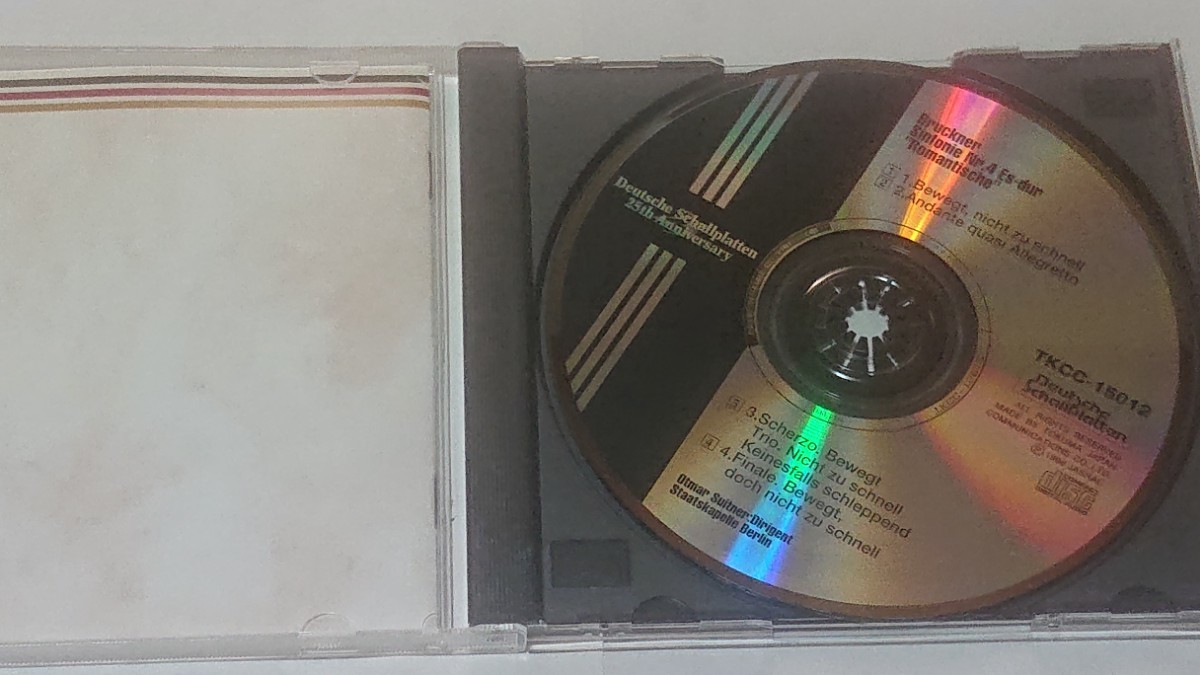 Deutsche Schallplatten
25th Anniversary
Bruckner
Sinfonie Nr.4 Es-dur
"Romantische"
1 1.Bewegt, nicht zu schnell
2 2.Andante quasi Allegretto
TKCC-15012
Deutsche
Schallplatten
ALL RIGHTS RESERVED
MADE BY TOKUMA JAPAN
COMMUNICATIONS CO.,LTD.
JASRAC
COMPACT
disc
3 3.Scherzo. Bewegt
Trio. Nicht zu schnell
Keinesfalls schleppend
4 4.Finale. Bewegt,
doch nicht zu schnell
Otmar Suitner:Dirigent
Staatskapelle Berlin